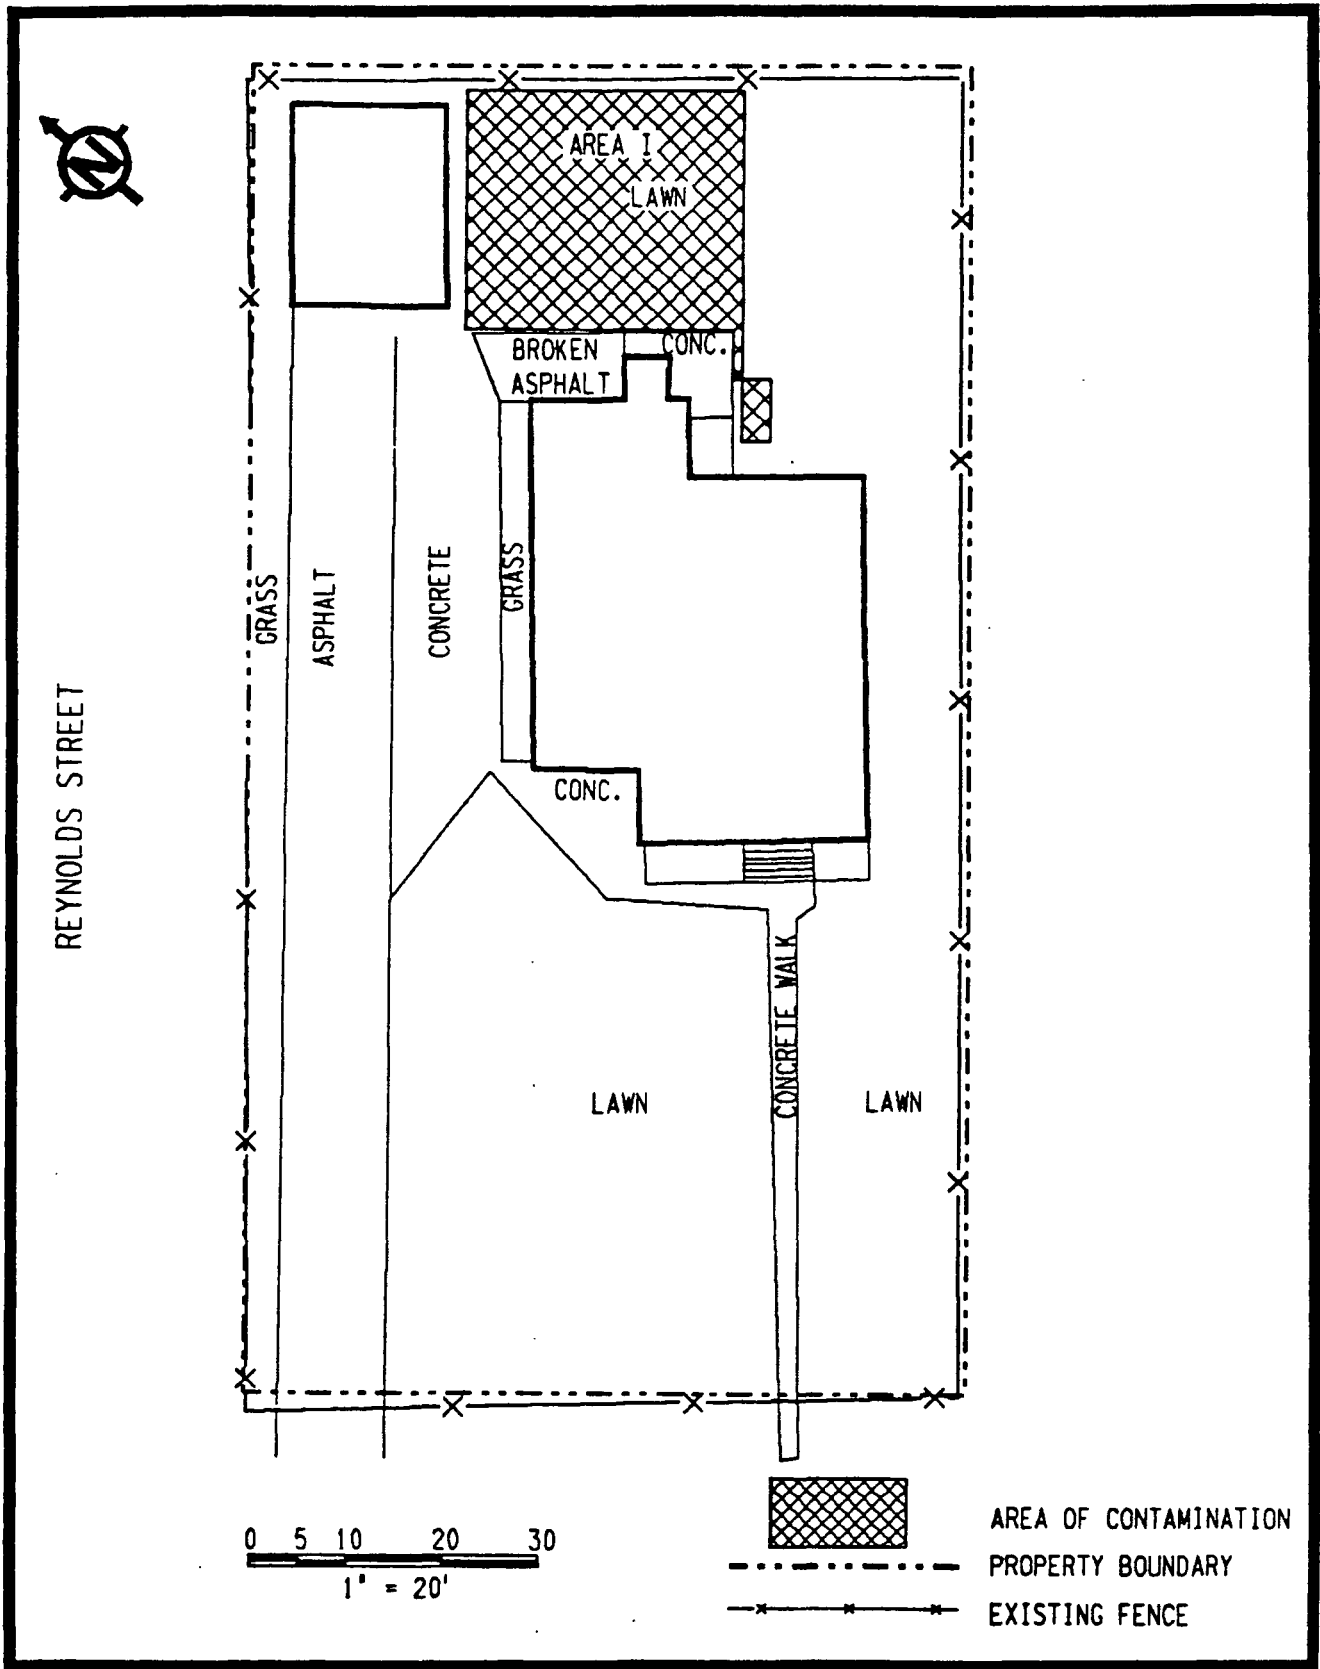 N
AREA I
LAWN
BROKEN
ASPHALT
CONC.
GRASS
ASPHALT
CONCRETE
GRASS
REYNOLDS STREET
CONC.
CONCRETE WALK
LAWN
LAWN
0 5 10 20 30
1" = 20'
AREA OF CONTAMINATION
PROPERTY BOUNDARY
EXISTING FENCE